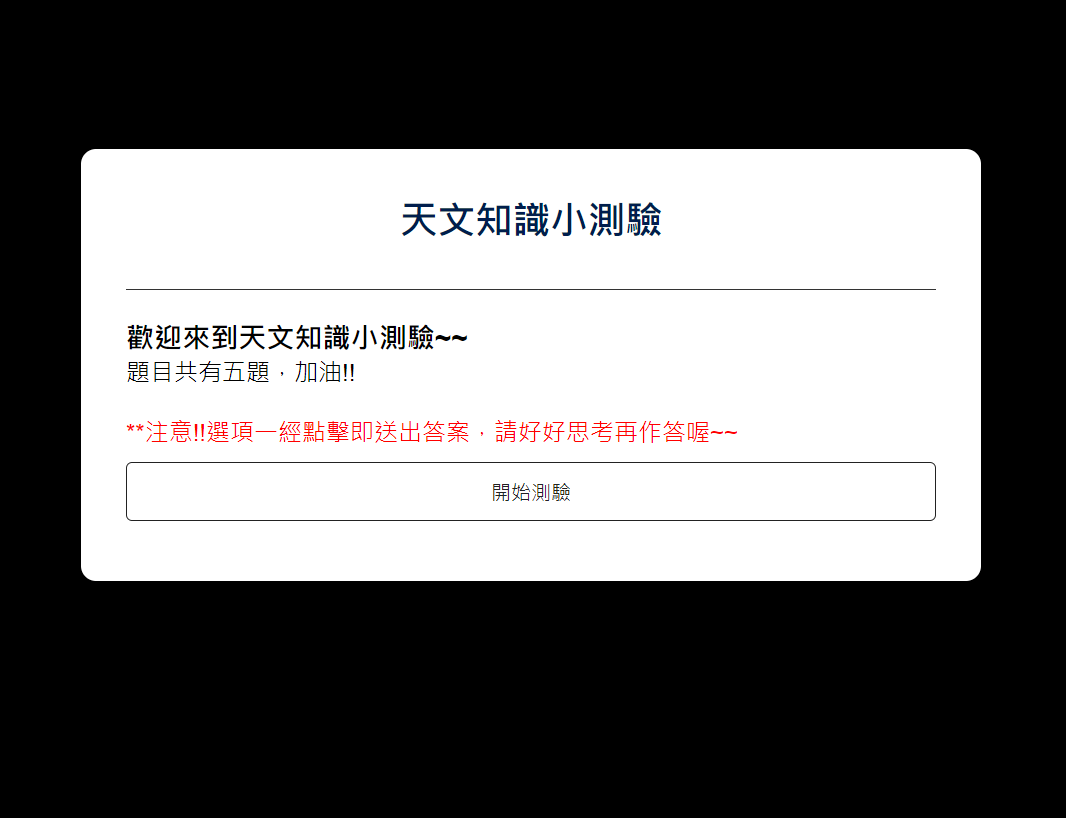 天文知識小測驗
歡迎來到天文知識小測驗~~
題目共有五題，加油!!
**注意!!選項一經點擊即送出答案，請好好思考再作答喔~~
開始測驗